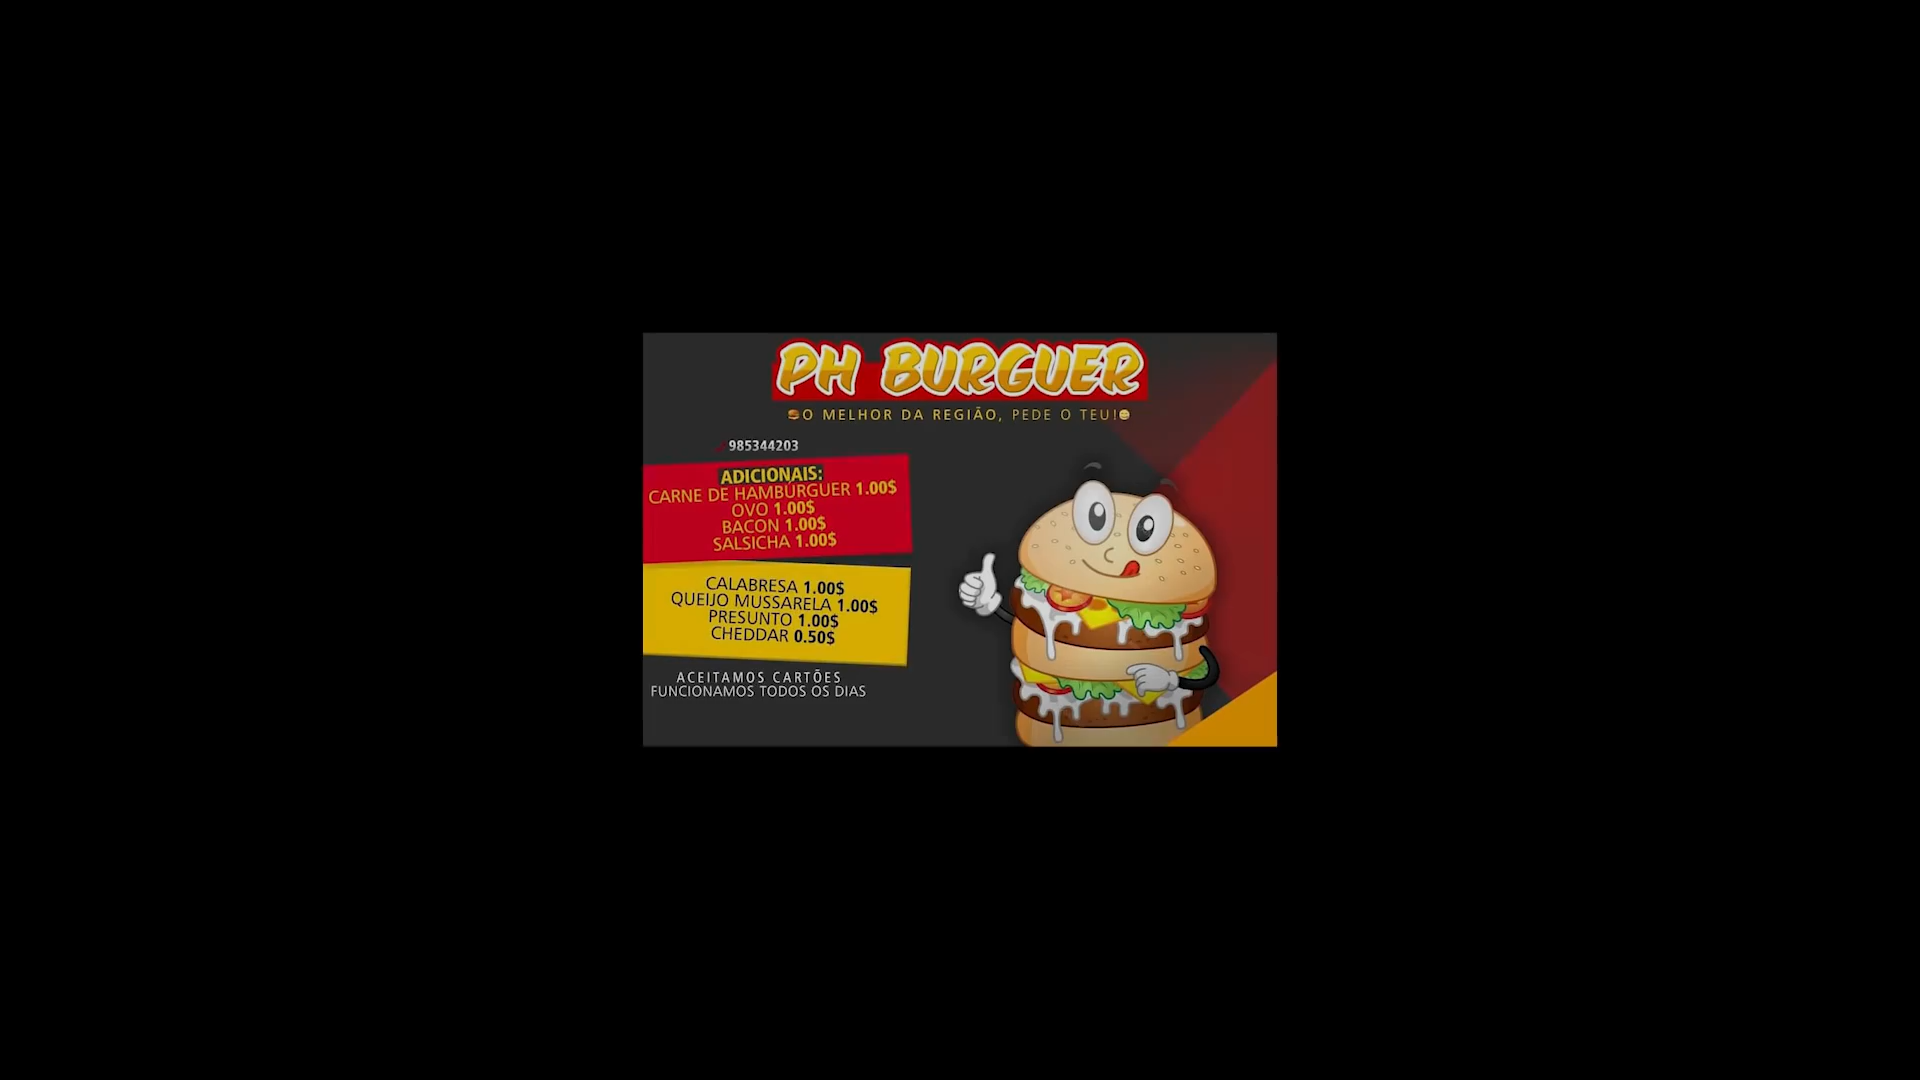 PH BURGUER
O MELHOR DA REGIÃO, PEDE O TEU!
985344203
ADICIONAIS:
CARNE DE HAMBÚRGUER 1.00$
OVO 1.00$
BACON 1.00$
SALSICHA 1.00$
CALABRESA 1.00$
QUEIJO MUSSARELA 1.00$
PRESUNTO 1.00$
CHEDDAR 0.50$
ACEITAMOS CARTÕES
FUNCIONAMOS TODOS OS DIAS